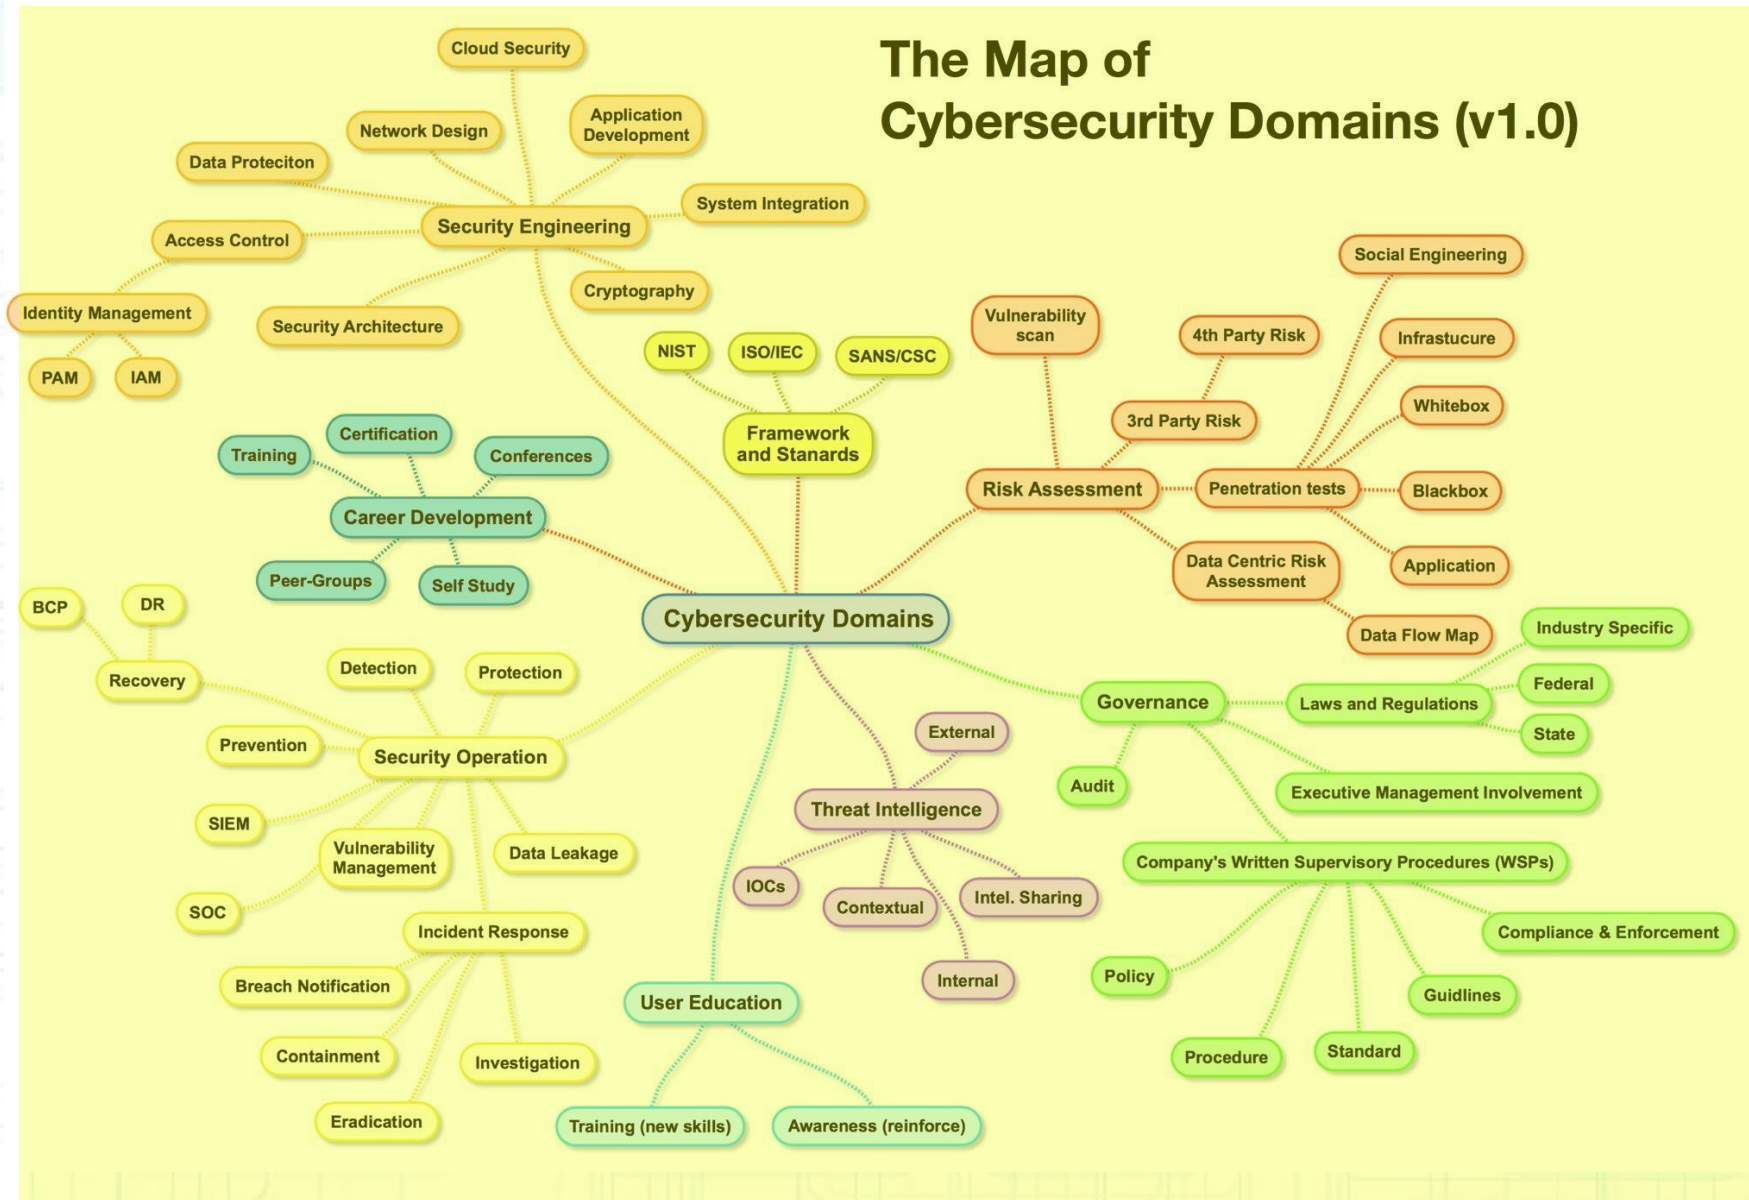 The Map of
Cybersecurity Domains (v1.0)
Cloud Security
Network Design
Application
Development
Data Proteciton
System Integration
Security Engineering
Access Control
Cryptography
Identity Management
Security Architecture
PAM
IAM
NIST
ISO/IEC
SANS/CSC
Framework
and Stanards
Social Engineering
Vulnerability
scan
4th Party Risk
Infrastucure
3rd Party Risk
Whitebox
Risk Assessment
Penetration tests
Blackbox
Data Centric Risk
Assessment
Application
Data Flow Map
Training
Certification
Conferences
Career Development
Peer-Groups
Self Study
Cybersecurity Domains
BCP
DR
Recovery
Detection
Protection
Prevention
Security Operation
SIEM
Vulnerability
Management
Data Leakage
SOC
Incident Response
Breach Notification
Containment
Investigation
Eradication
External
Threat Intelligence
IOCs
Contextual
Intel. Sharing
Internal
User Education
Training (new skills)
Awareness (reinforce)
Industry Specific
Governance
Laws and Regulations
Federal
State
Audit
Executive Management Involvement
Company's Written Supervisory Procedures (WSPs)
Compliance & Enforcement
Policy
Guidlines
Procedure
Standard